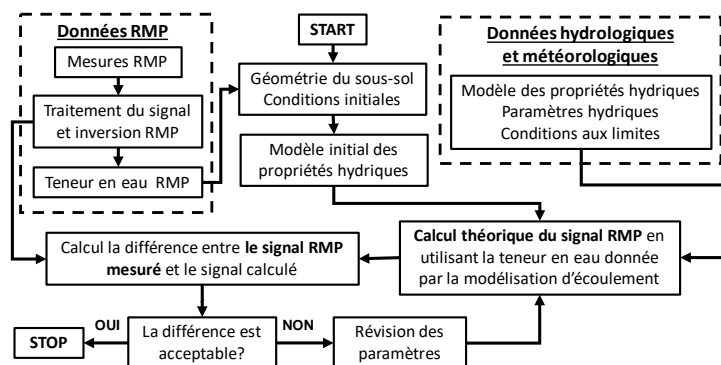 Données RMP
Mesures RMP
Traitement du signal
et inversion RMP
Teneur en eau RMP
START
Géométrie du sous-sol
Conditions initiales
Modèle initial des
propriétés hydriques
Données hydrologiques
et météorologiques
Modèle des propriétés hydriques
Paramètres hydriques
Conditions aux limites
Calcul la différence entre le signal RMP
mesuré et le signal calculé
Calcul théorique du signal RMP en
utilisant la teneur en eau donnée
par la modélisation d'écoulement
STOP
OUI
La différence est
acceptable?
NON
Révision des
paramètres